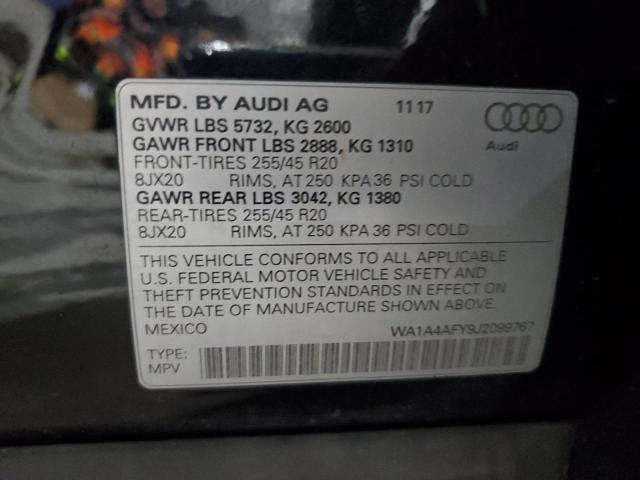 MFD. BY AUDI AG 11 17
GVWR LBS 5732, KG 2600
GAWR FRONT LBS 2888, KG 1310
Audi
FRONT-TIRES 255/45 R20
8JX20 RIMS, AT 250 KPA 36 PSI COLD
GAWR REAR LBS 3042, KG 1380
REAR-TIRES 255/45 R20
8JX20 RIMS, AT 250 KPA 36 PSI COLD
THIS VEHICLE CONFORMS TO ALL APPLICABLE
U.S. FEDERAL MOTOR VEHICLE SAFETY AND
THEFT PREVENTION STANDARDS IN EFFECT ON
THE DATE OF MANUFACTURE SHOWN ABOVE.
MEXICO WA1A4AFY9J2099767
TYPE:
MPV